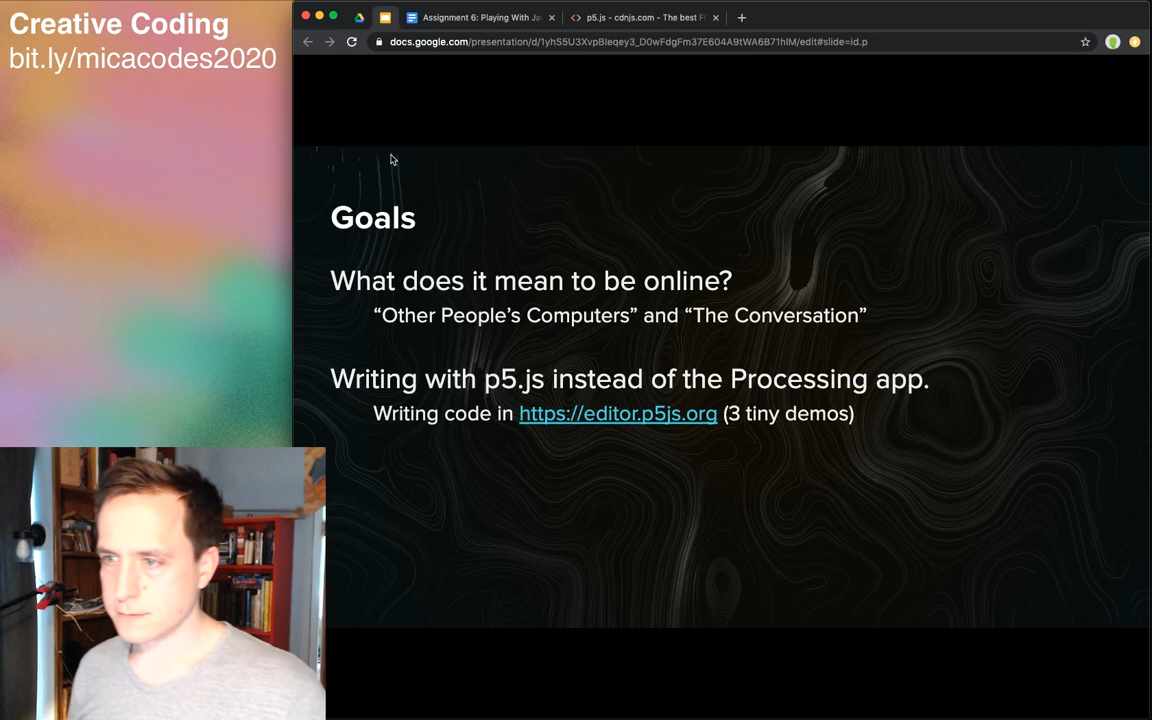 Creative Coding
bit.ly/micacodes2020
Assignment 6: Playing With Ja
p5.js - cdnjs.com - The best F
docs.google.com/presentation/d/1yhS5U3XvpBIeqey3_D0wFdgFm37E604A9tWA6B71hIM/edit#slide=id.p
Goals
What does it mean to be online?
“Other People’s Computers” and “The Conversation”
Writing with p5.js instead of the Processing app.
Writing code in https://editor.p5js.org (3 tiny demos)